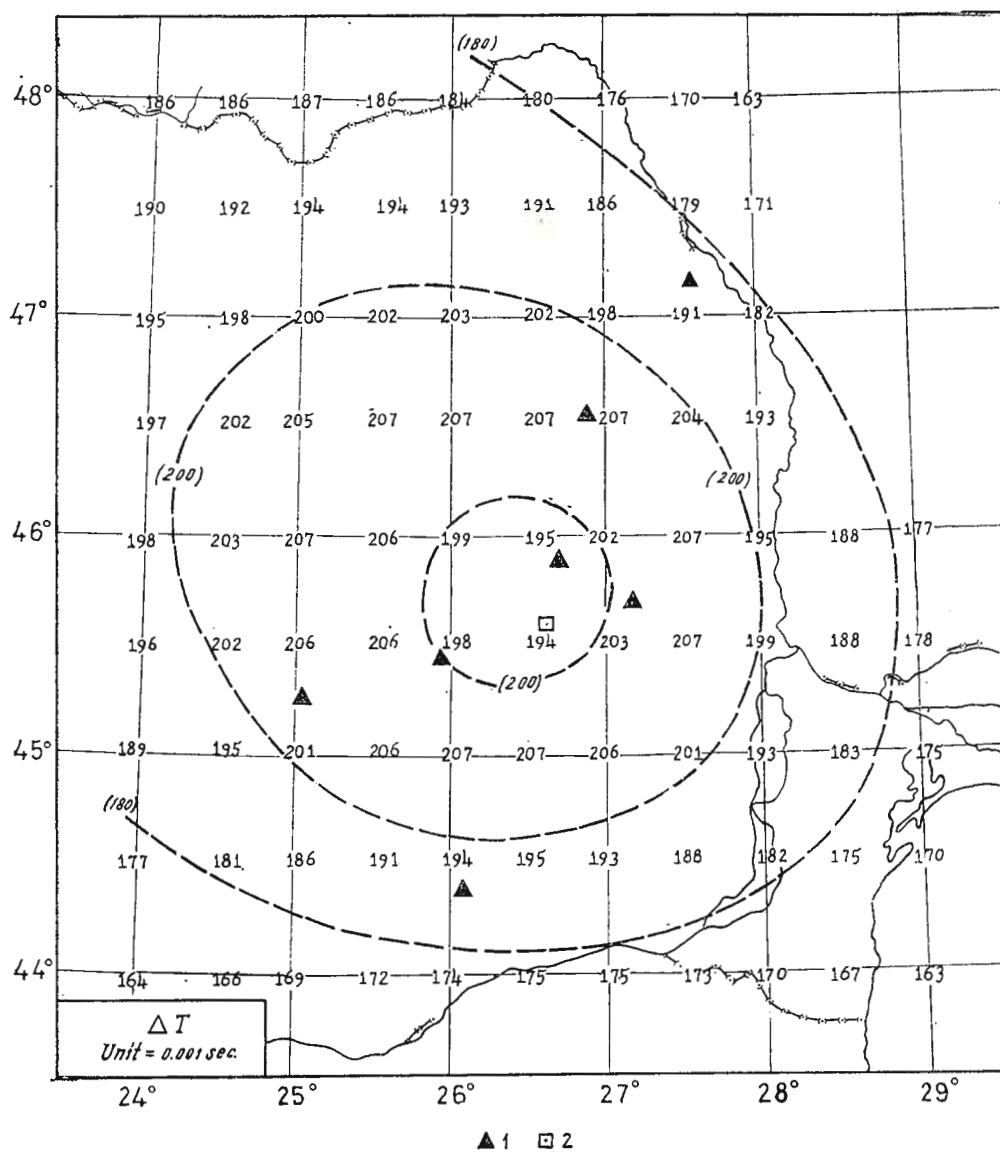 (180)
48° 186 186 187 186 184 180 176 170 163
190 192 194 194 193 191 186 179 171
47° 195 198 200 202 203 202 198 191 182
197 202 205 207 207 207 207 204 193
(200) (200)
46° 198 203 207 206 199 195 202 207 195 188 177
196 202 206 206 198 194 203 207 199 188 178
(200)
45° 189 195 201 206 207 207 206 201 193 183 175
(180)
177 181 186 191 194 195 193 188 182 175 170
44° 164 166 169 172 174 175 175 173 170 167 163
△T
Unit = 0.001 sec.
24° 25° 26° 27° 28° 29°
▲ 1 ⊡ 2